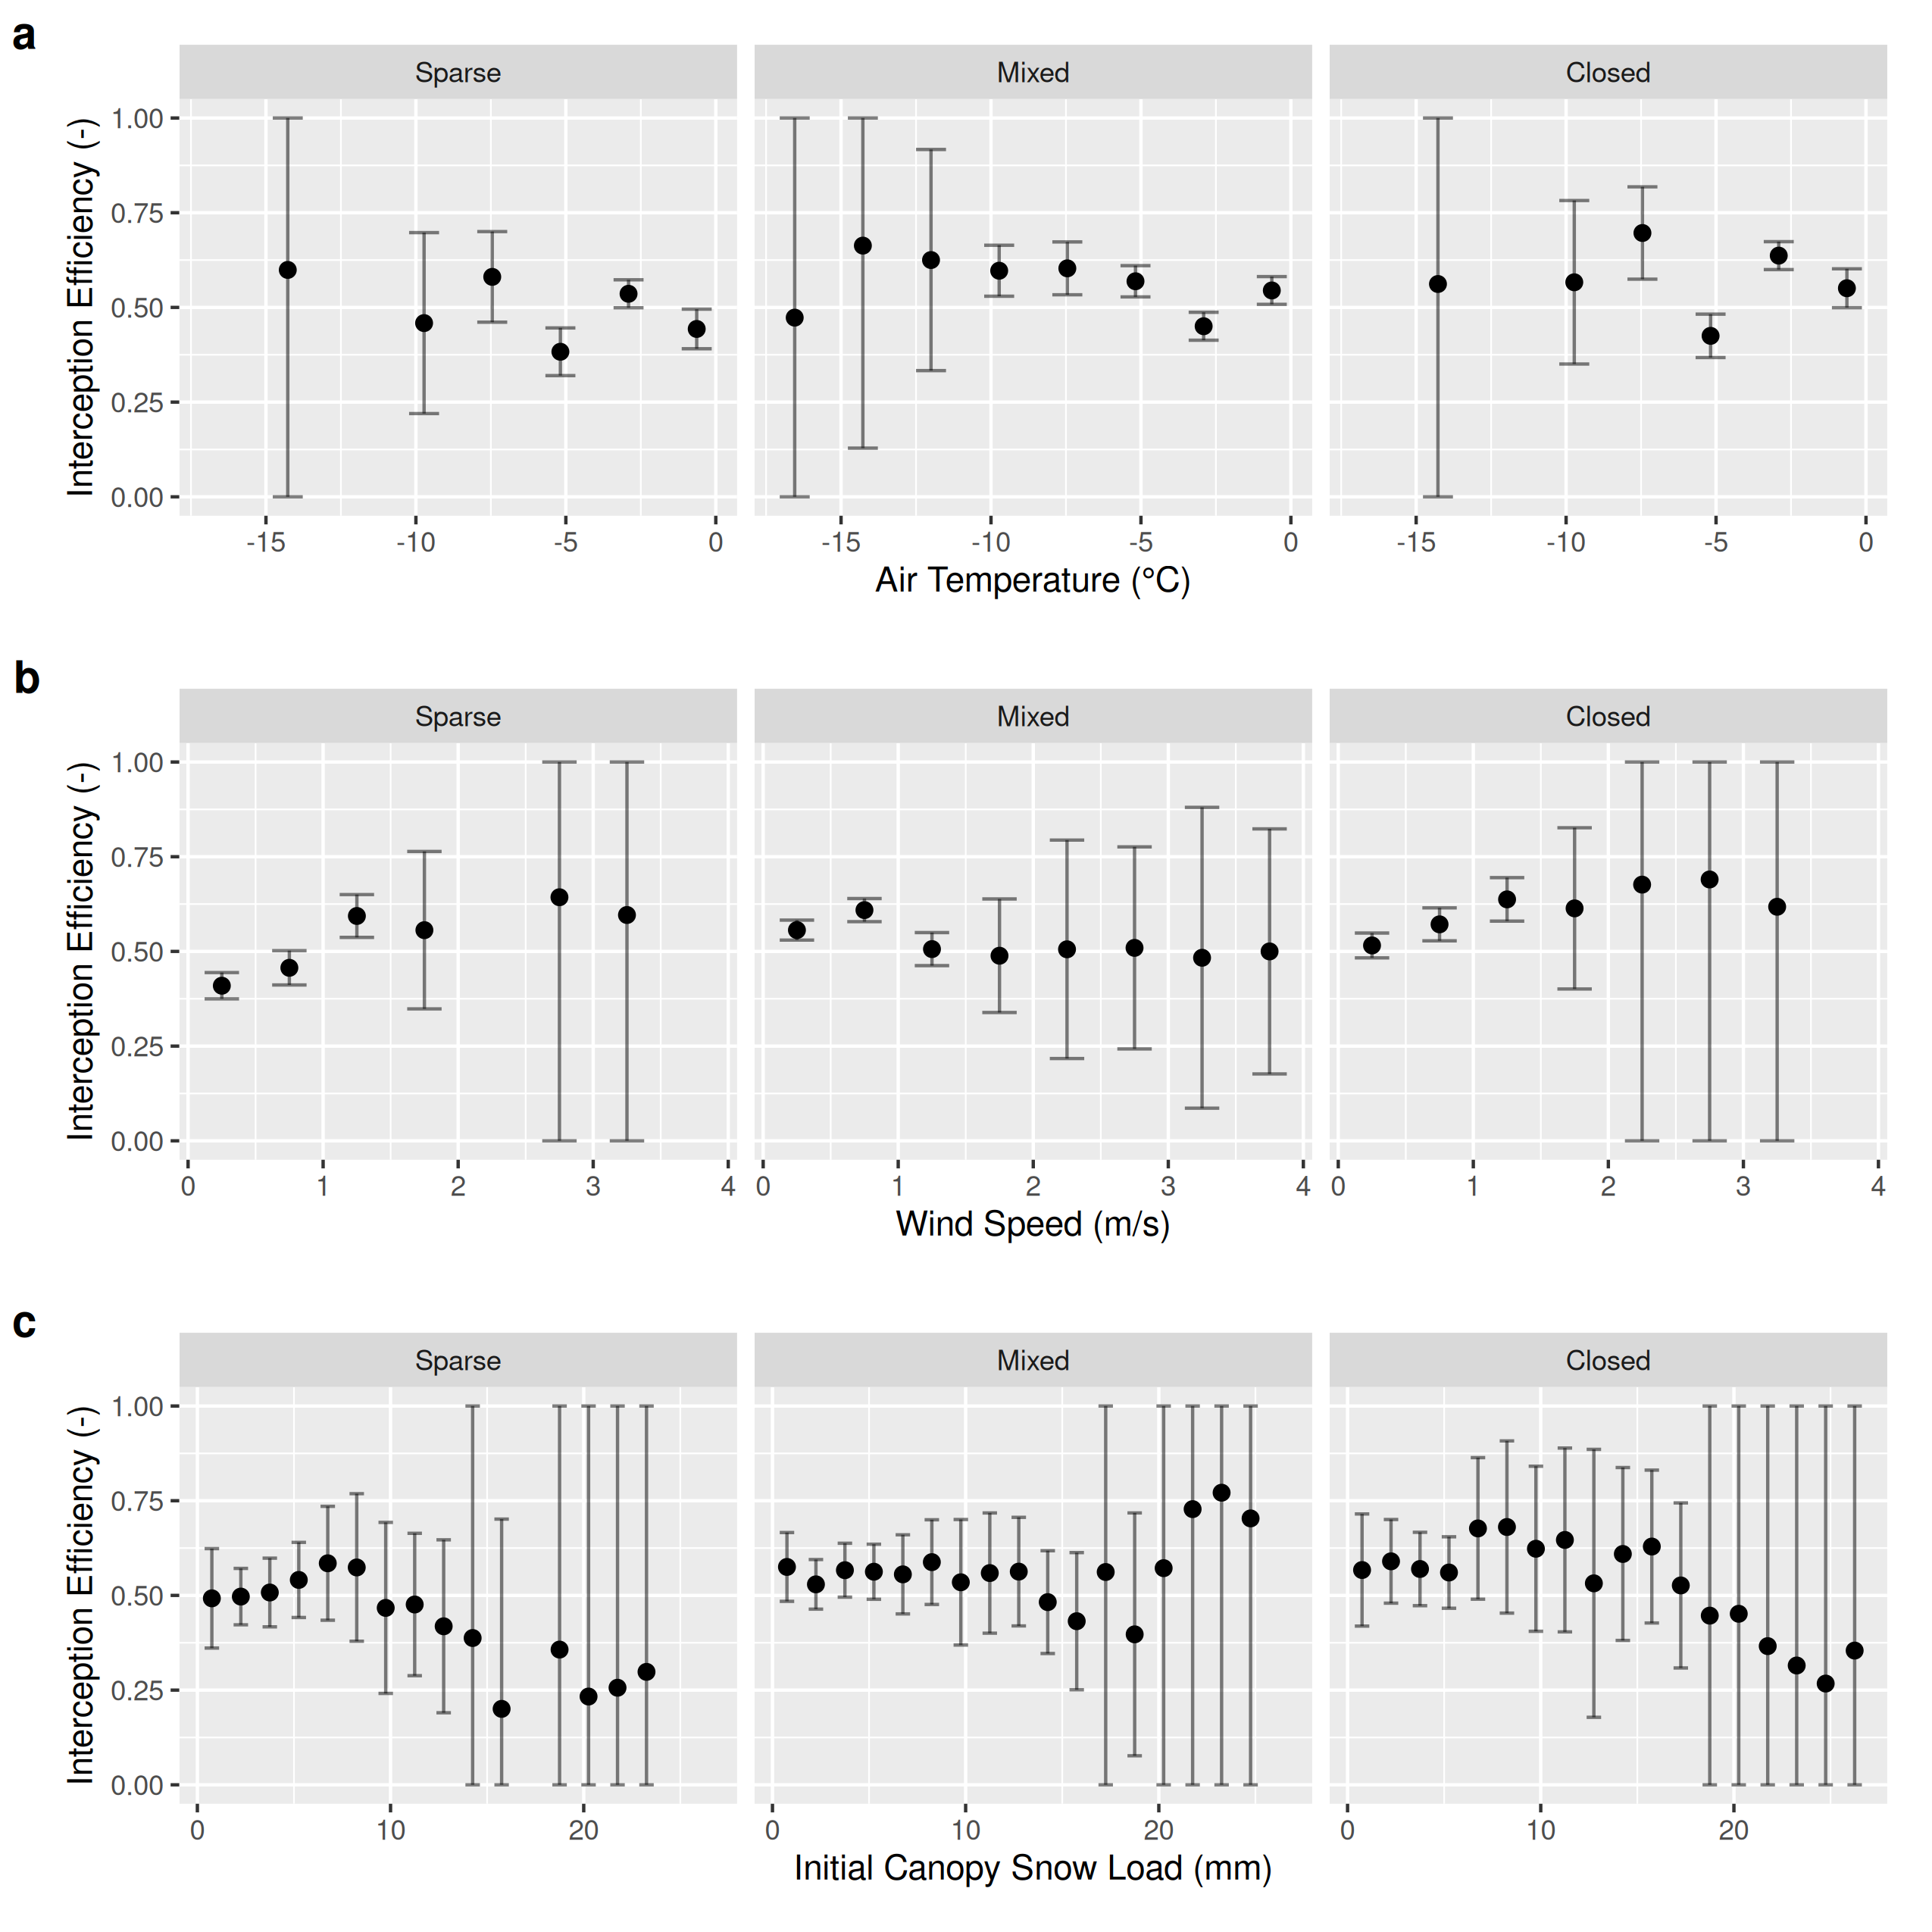 a
Sparse Mixed Closed
Interception Efficiency (-)
1.00
0.75
0.50
0.25
0.00
-15 -10 -5 0 -15 -10 -5 0 -15 -10 -5 0
Air Temperature (°C)
b
Sparse Mixed Closed
Interception Efficiency (-)
1.00
0.75
0.50
0.25
0.00
0 1 2 3 4 0 1 2 3 4 0 1 2 3 4
Wind Speed (m/s)
c
Sparse Mixed Closed
Interception Efficiency (-)
1.00
0.75
0.50
0.25
0.00
0 10 20 0 10 20 0 10 20
Initial Canopy Snow Load (mm)